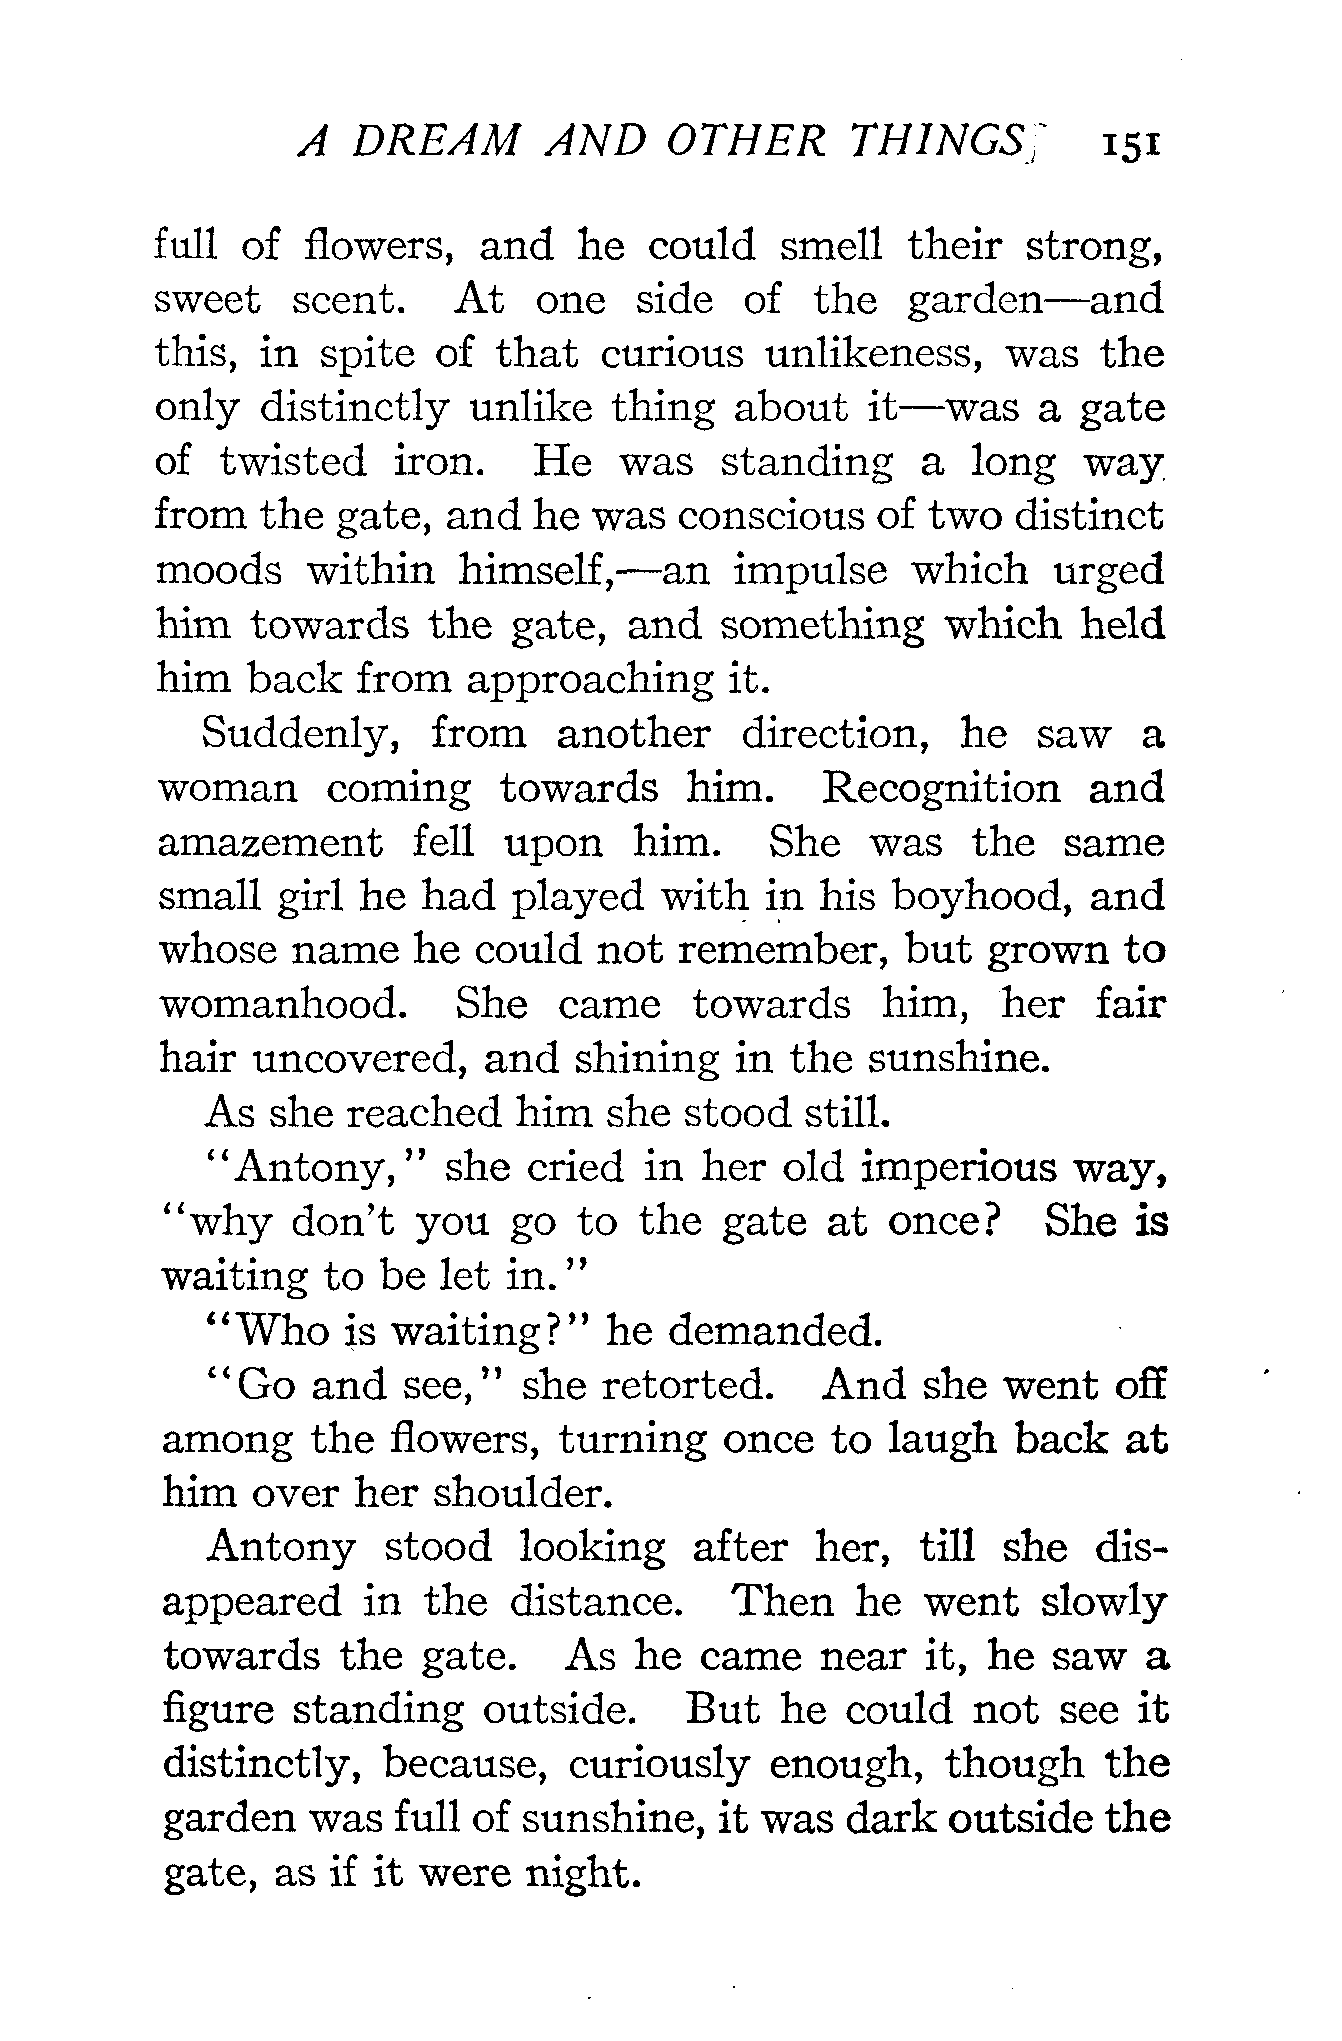 A DREAM AND OTHER THINGS 151
full of flowers, and he could smell their strong,
sweet scent. At one side of the garden—and
this, in spite of that curious unlikeness, was the
only distinctly unlike thing about it—was a gate
of twisted iron. He was standing a long way
from the gate, and he was conscious of two distinct
moods within himself,—an impulse which urged
him towards the gate, and something which held
him back from approaching it.
Suddenly, from another direction, he saw a
woman coming towards him. Recognition and
amazement fell upon him. She was the same
small girl he had played with in his boyhood, and
whose name he could not remember, but grown to
womanhood. She came towards him, her fair
hair uncovered, and shining in the sunshine.
As she reached him she stood still.
"Antony," she cried in her old imperious way,
"why don't you go to the gate at once? She is
waiting to be let in."
"Who is waiting?" he demanded.
"Go and see," she retorted. And she went off
among the flowers, turning once to laugh back at
him over her shoulder.
Antony stood looking after her, till she dis-
appeared in the distance. Then he went slowly
towards the gate. As he came near it, he saw a
figure standing outside. But he could not see it
distinctly, because, curiously enough, though the
garden was full of sunshine, it was dark outside the
gate, as if it were night.